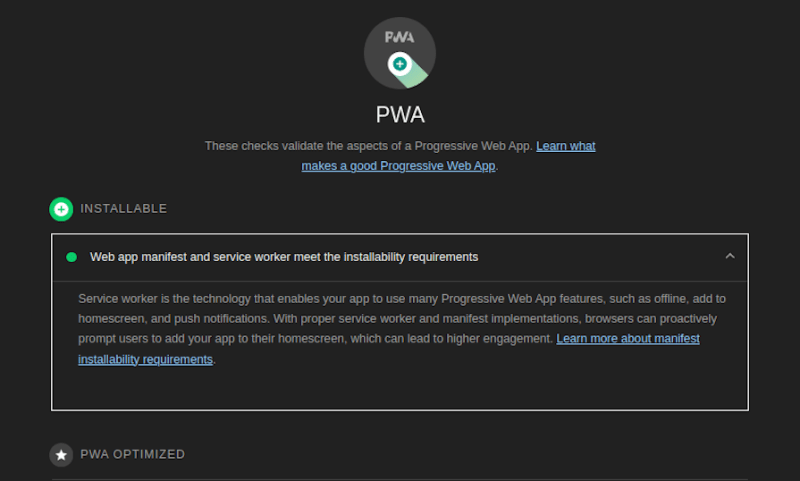 PWA
PWA
These checks validate the aspects of a Progressive Web App. Learn what
makes a good Progressive Web App.
INSTALLABLE
Web app manifest and service worker meet the installability requirements
Service worker is the technology that enables your app to use many Progressive Web App features, such as offline, add to
homescreen, and push notifications. With proper service worker and manifest implementations, browsers can proactively
prompt users to add your app to their homescreen, which can lead to higher engagement. Learn more about manifest
installability requirements.
PWA OPTIMIZED